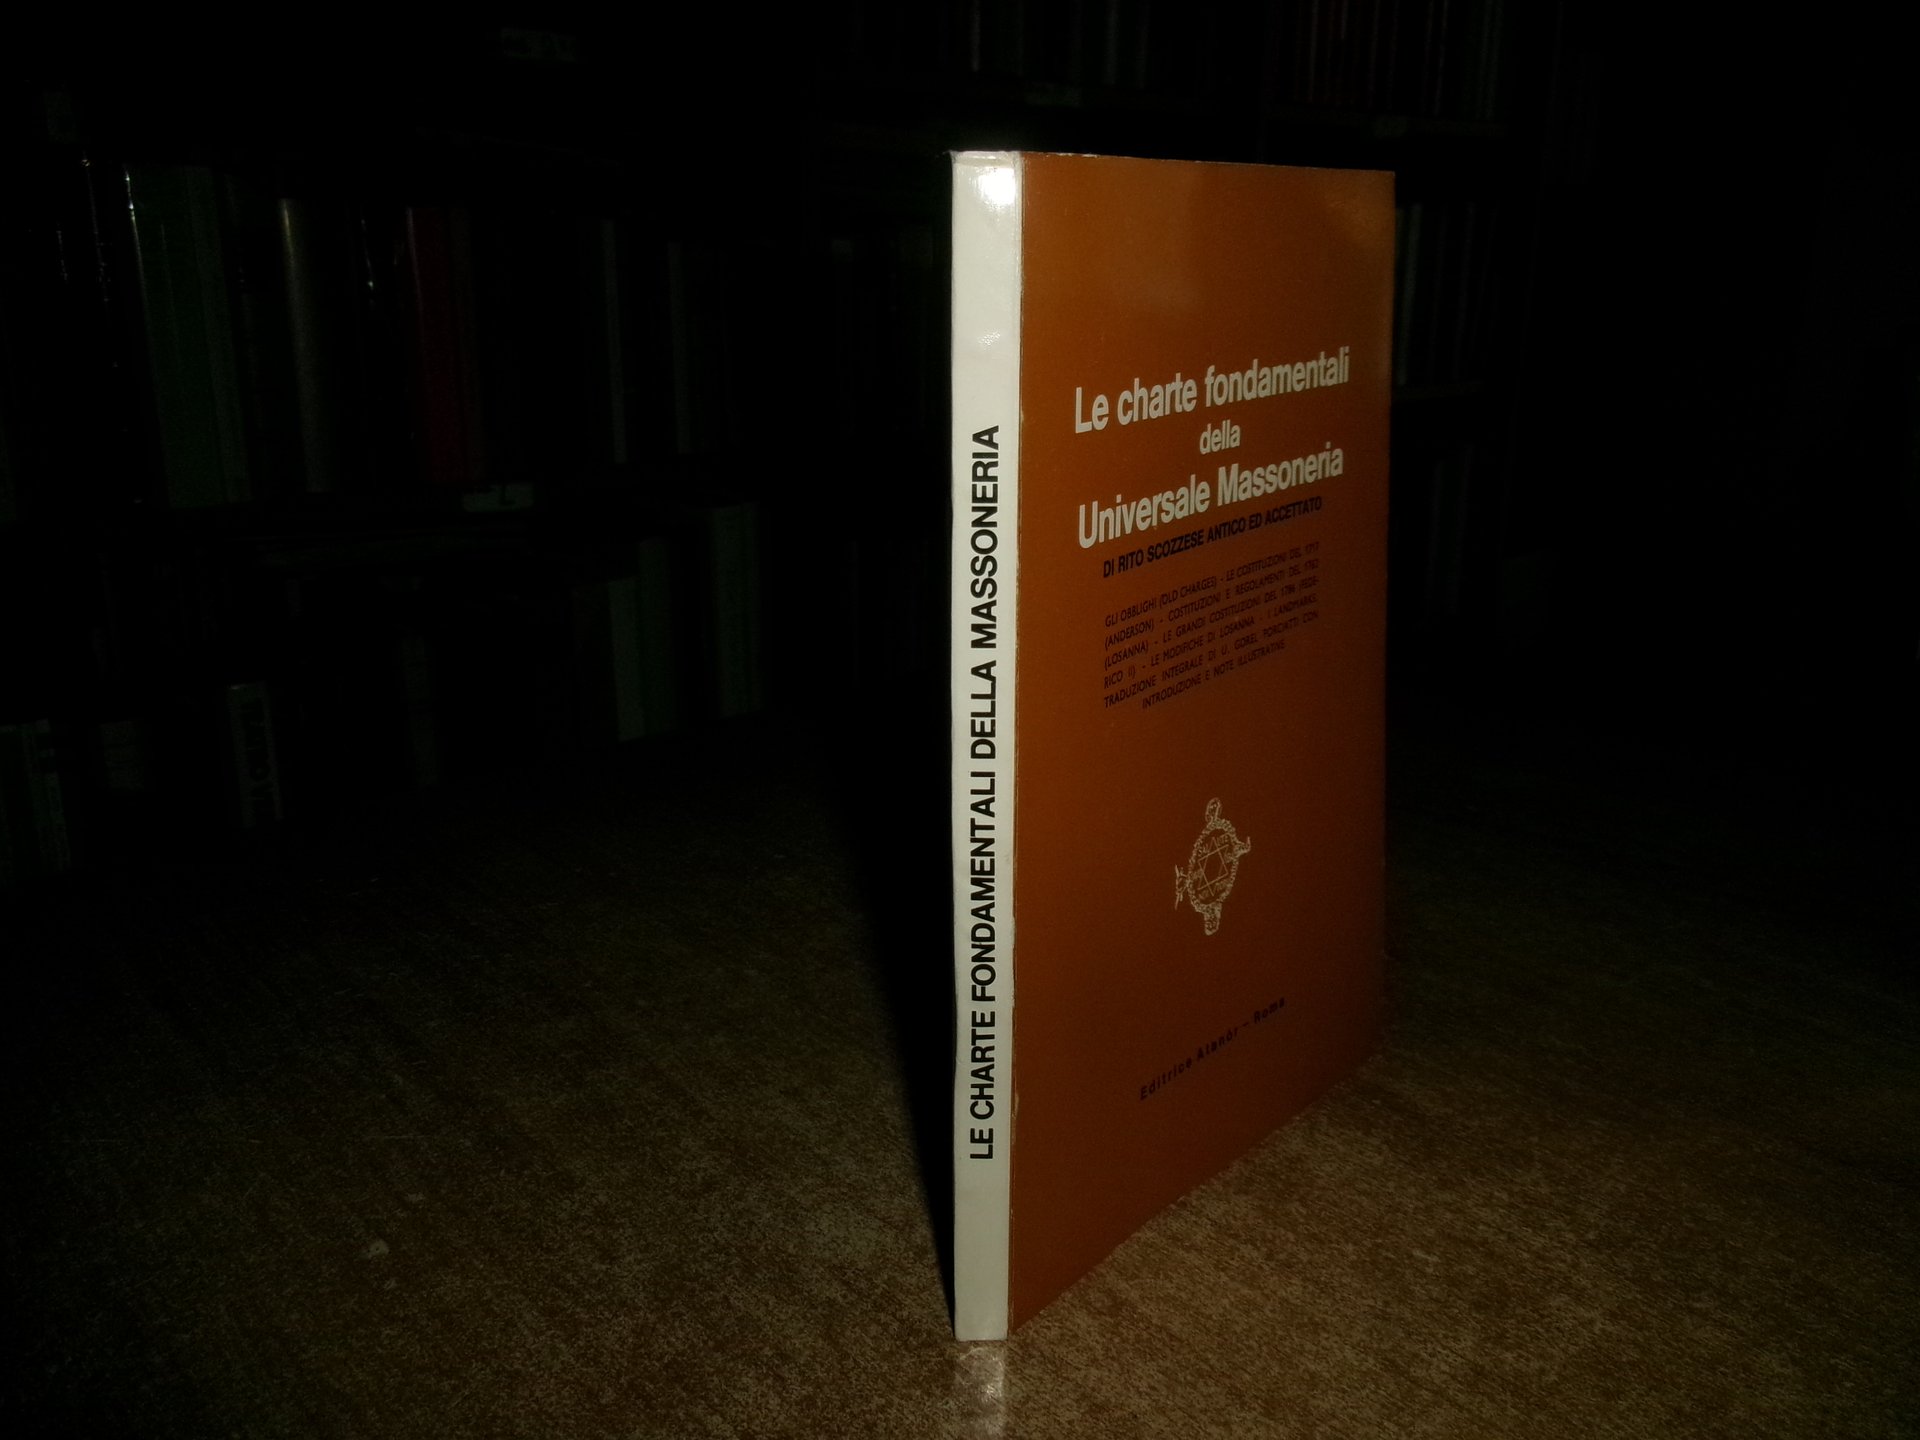 LE CHARTE FONDAMENTALI DELLA MASSONERIA
Le charte fondamentali
della
Universale Massoneria
DI RITO SCOZZESE ANTICO ED ACCETTATO
GLI OBBLIGHI (OLD CHARGES) - LE COSTITUZIONI DEL 1717
(ANDERSON) - COSTITUZIONI E REGOLAMENTI DEL 1762
(LOSANNA) - LE GRANDI COSTITUZIONI DEL 1786 (FEDE-
RICO II) - LE MODIFICHE DI LOSANNA - I LANDMARKS.
TRADUZIONE INTEGRALE DI U. GOREL PORCIATTI CON
INTRODUZIONE E NOTE ILLUSTRATIVE.
Editrice Atanòr - Roma